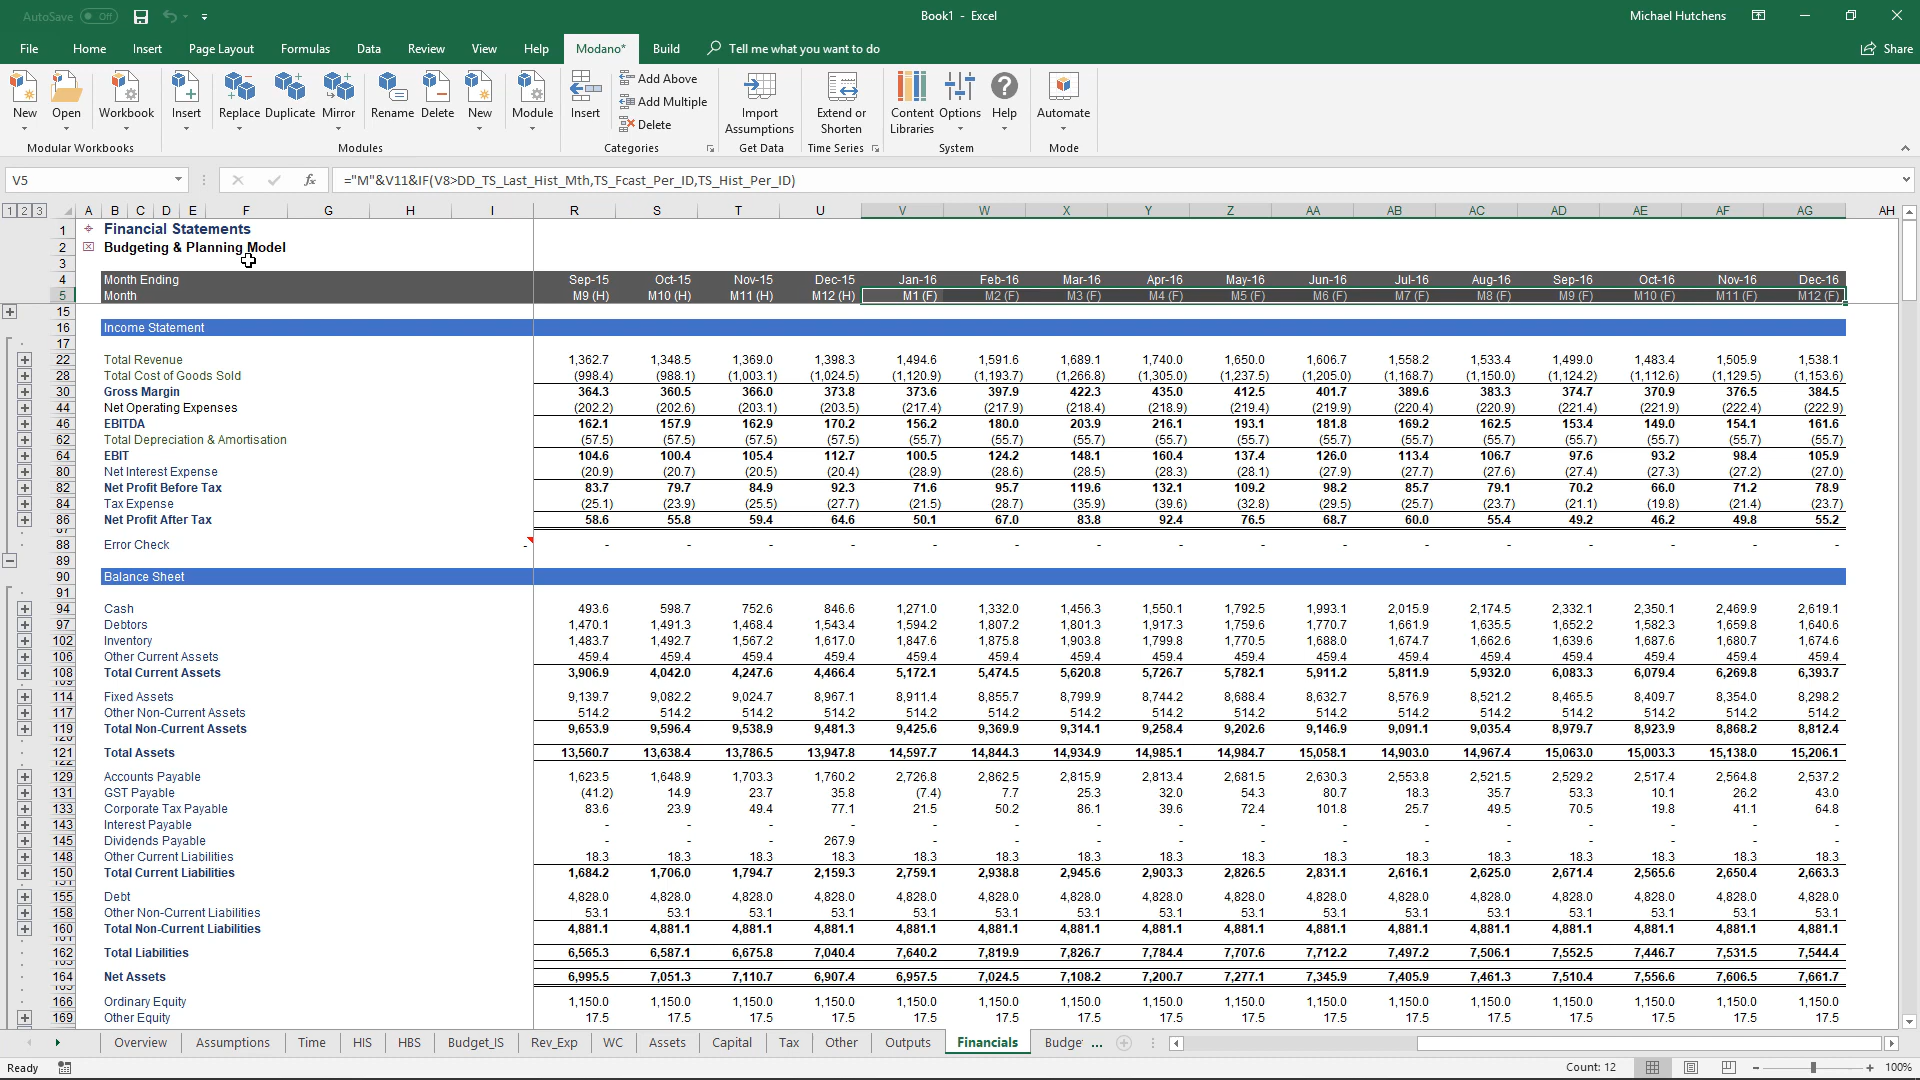 AutoSave Off Book1 - Excel Michael Hutchens
File Home Insert Page Layout Formulas Data Review View Help Modano* Build Tell me what you want to do Share
New Open Workbook Insert Replace Duplicate Mirror Rename Delete New Module Insert Add Above Add Multiple Delete Import Assumptions Extend or Shorten Content Libraries Options Help Automate
Modular Workbooks Modules Categories Get Data Time Series System Mode
V5 fx ="M"&V11&IF(V8>DD_TS_Last_Hist_Mth,TS_Fcast_Per_ID,TS_Hist_Per_ID)
1 2 3 A B C D E F G H I R S T U V W X Y Z AA AB AC AD AE AF AG AH
1 Financial Statements
2 Budgeting & Planning Model
3
4 Month Ending Sep-15 Oct-15 Nov-15 Dec-15 Jan-16 Feb-16 Mar-16 Apr-16 May-16 Jun-16 Jul-16 Aug-16 Sep-16 Oct-16 Nov-16 Dec-16
5 Month M9 (H) M10 (H) M11 (H) M12 (H) M1 (F) M2 (F) M3 (F) M4 (F) M5 (F) M6 (F) M7 (F) M8 (F) M9 (F) M10 (F) M11 (F) M12 (F)
15
16 Income Statement
17
22 Total Revenue 1,362.7 1,348.5 1,369.0 1,398.3 1,494.6 1,591.6 1,689.1 1,740.0 1,650.0 1,606.7 1,558.2 1,533.4 1,499.0 1,483.4 1,505.9 1,538.1
28 Total Cost of Goods Sold (998.4) (988.1) (1,003.1) (1,024.5) (1,120.9) (1,193.7) (1,266.8) (1,305.0) (1,237.5) (1,205.0) (1,168.7) (1,150.0) (1,124.2) (1,112.6) (1,129.5) (1,153.6)
30 Gross Margin 364.3 360.5 366.0 373.8 373.6 397.9 422.3 435.0 412.5 401.7 389.6 383.3 374.7 370.9 376.5 384.5
44 Net Operating Expenses (202.2) (202.6) (203.1) (203.5) (217.4) (217.9) (218.4) (218.9) (219.4) (219.9) (220.4) (220.9) (221.4) (221.9) (222.4) (222.9)
46 EBITDA 162.1 157.9 162.9 170.2 156.2 180.0 203.9 216.1 193.1 181.8 169.2 162.5 153.4 149.0 154.1 161.6
62 Total Depreciation & Amortisation (57.5) (57.5) (57.5) (57.5) (55.7) (55.7) (55.7) (55.7) (55.7) (55.7) (55.7) (55.7) (55.7) (55.7) (55.7) (55.7)
64 EBIT 104.6 100.4 105.4 112.7 100.5 124.2 148.1 160.4 137.4 126.0 113.4 106.7 97.6 93.2 98.4 105.9
80 Net Interest Expense (20.9) (20.7) (20.5) (20.4) (28.9) (28.6) (28.5) (28.3) (28.1) (27.9) (27.7) (27.6) (27.4) (27.3) (27.2) (27.0)
82 Net Profit Before Tax 83.7 79.7 84.9 92.3 71.6 95.7 119.6 132.1 109.2 98.2 85.7 79.1 70.2 66.0 71.2 78.9
84 Tax Expense (25.1) (23.9) (25.5) (27.7) (21.5) (28.7) (35.9) (39.6) (32.8) (29.5) (25.7) (23.7) (21.1) (19.8) (21.4) (23.7)
86 Net Profit After Tax 58.6 55.8 59.4 64.6 50.1 67.0 83.8 92.4 76.5 68.7 60.0 55.4 49.2 46.2 49.8 55.2
88 Error Check - - - - - - - - - - - - - - - - -
89
90 Balance Sheet
91
94 Cash 493.6 598.7 752.6 846.6 1,271.0 1,332.0 1,456.3 1,550.1 1,792.5 1,993.1 2,015.9 2,174.5 2,332.1 2,350.1 2,469.9 2,619.1
97 Debtors 1,470.1 1,491.3 1,468.4 1,543.4 1,594.2 1,807.2 1,801.3 1,917.3 1,759.6 1,770.7 1,661.9 1,635.5 1,652.2 1,582.3 1,659.8 1,640.6
102 Inventory 1,483.7 1,492.7 1,567.2 1,617.0 1,847.6 1,875.8 1,903.8 1,799.8 1,770.5 1,688.0 1,674.7 1,662.6 1,639.6 1,687.6 1,680.7 1,674.6
106 Other Current Assets 459.4 459.4 459.4 459.4 459.4 459.4 459.4 459.4 459.4 459.4 459.4 459.4 459.4 459.4 459.4 459.4
108 Total Current Assets 3,906.9 4,042.0 4,247.6 4,466.4 5,172.1 5,474.5 5,620.8 5,726.7 5,782.1 5,911.2 5,811.9 5,932.0 6,083.3 6,079.4 6,269.8 6,393.7
114 Fixed Assets 9,139.7 9,082.2 9,024.7 8,967.1 8,911.4 8,855.7 8,799.9 8,744.2 8,688.4 8,632.7 8,576.9 8,521.2 8,465.5 8,409.7 8,354.0 8,298.2
117 Other Non-Current Assets 514.2 514.2 514.2 514.2 514.2 514.2 514.2 514.2 514.2 514.2 514.2 514.2 514.2 514.2 514.2 514.2
119 Total Non-Current Assets 9,653.9 9,596.4 9,538.9 9,481.3 9,425.6 9,369.9 9,314.1 9,258.4 9,202.6 9,146.9 9,091.1 9,035.4 8,979.7 8,923.9 8,868.2 8,812.4
121 Total Assets 13,560.7 13,638.4 13,786.5 13,947.8 14,597.7 14,844.3 14,934.9 14,985.1 14,984.7 15,058.1 14,903.0 14,967.4 15,063.0 15,003.3 15,138.0 15,206.1
129 Accounts Payable 1,623.5 1,648.9 1,703.3 1,760.2 2,726.8 2,862.5 2,815.9 2,813.4 2,681.5 2,630.3 2,553.8 2,521.5 2,529.2 2,517.4 2,564.8 2,537.2
131 GST Payable (41.2) 14.9 23.7 35.8 (7.4) 7.7 25.3 32.0 54.3 80.7 18.3 35.7 53.3 10.1 26.2 43.0
133 Corporate Tax Payable 83.6 23.9 49.4 77.1 21.5 50.2 86.1 39.6 72.4 101.8 25.7 49.5 70.5 19.8 41.1 64.8
143 Interest Payable - - - - - - - - - - - - - - - -
145 Dividends Payable - - - 267.9 - - - - - - - - - - - -
148 Other Current Liabilities 18.3 18.3 18.3 18.3 18.3 18.3 18.3 18.3 18.3 18.3 18.3 18.3 18.3 18.3 18.3 18.3
150 Total Current Liabilities 1,684.2 1,706.0 1,794.7 2,159.3 2,759.1 2,938.8 2,945.6 2,903.3 2,826.5 2,831.1 2,616.1 2,625.0 2,671.4 2,565.6 2,650.4 2,663.3
155 Debt 4,828.0 4,828.0 4,828.0 4,828.0 4,828.0 4,828.0 4,828.0 4,828.0 4,828.0 4,828.0 4,828.0 4,828.0 4,828.0 4,828.0 4,828.0 4,828.0
158 Other Non-Current Liabilities 53.1 53.1 53.1 53.1 53.1 53.1 53.1 53.1 53.1 53.1 53.1 53.1 53.1 53.1 53.1 53.1
160 Total Non-Current Liabilities 4,881.1 4,881.1 4,881.1 4,881.1 4,881.1 4,881.1 4,881.1 4,881.1 4,881.1 4,881.1 4,881.1 4,881.1 4,881.1 4,881.1 4,881.1 4,881.1
162 Total Liabilities 6,565.3 6,587.1 6,675.8 7,040.4 7,640.2 7,819.9 7,826.7 7,784.4 7,707.6 7,712.2 7,497.2 7,506.1 7,552.5 7,446.7 7,531.5 7,544.4
164 Net Assets 6,995.5 7,051.3 7,110.7 6,907.4 6,957.5 7,024.5 7,108.2 7,200.7 7,277.1 7,345.9 7,405.9 7,461.3 7,510.4 7,556.6 7,606.5 7,661.7
166 Ordinary Equity 1,150.0 1,150.0 1,150.0 1,150.0 1,150.0 1,150.0 1,150.0 1,150.0 1,150.0 1,150.0 1,150.0 1,150.0 1,150.0 1,150.0 1,150.0 1,150.0
169 Other Equity 17.5 17.5 17.5 17.5 17.5 17.5 17.5 17.5 17.5 17.5 17.5 17.5 17.5 17.5 17.5 17.5
Overview Assumptions Time HIS HBS Budget_IS Rev_Exp WC Assets Capital Tax Other Outputs Financials Budge ...
Ready Count: 12 100%